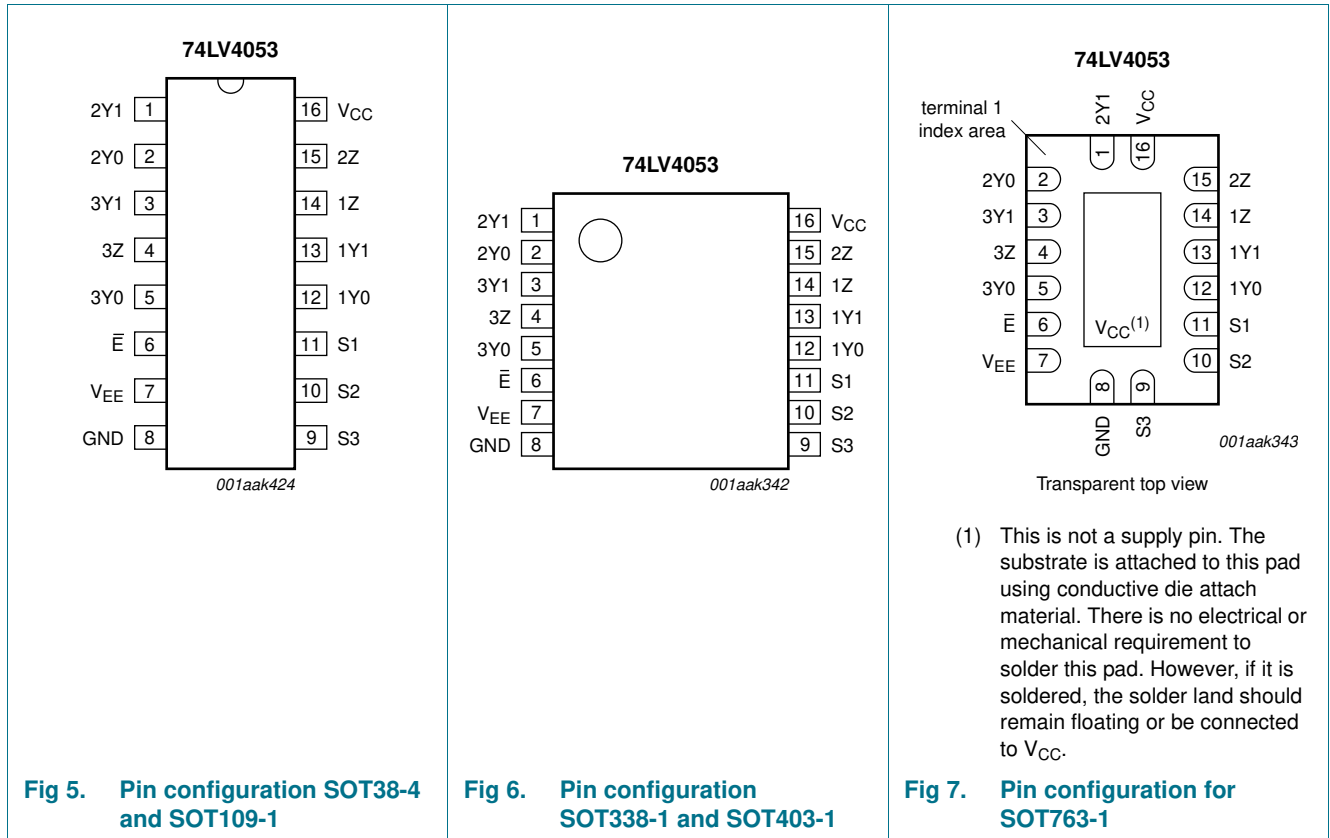 74LV4053
2Y1 1 16 VCC
2Y0 2 15 2Z
3Y1 3 14 1Z
3Z 4 13 1Y1
3Y0 5 12 1Y0
E̅ 6 11 S1
VEE 7 10 S2
GND 8 9 S3
001aak424
Fig 5. Pin configuration SOT38-4
and SOT109-1
74LV4053
2Y1 1 16 VCC
2Y0 2 15 2Z
3Y1 3 14 1Z
3Z 4 13 1Y1
3Y0 5 12 1Y0
E̅ 6 11 S1
VEE 7 10 S2
GND 8 9 S3
001aak342
Fig 6. Pin configuration
SOT338-1 and SOT403-1
74LV4053
terminal 1
index area
2Y1 VCC
1 16
2Y0 2 15 2Z
3Y1 3 14 1Z
3Z 4 13 1Y1
3Y0 5 12 1Y0
E̅ 6 VCC(1) 11 S1
VEE 7 10 S2
8 9
GND S3
001aak343
Transparent top view
(1) This is not a supply pin. The
substrate is attached to this pad
using conductive die attach
material. There is no electrical or
mechanical requirement to
solder this pad. However, if it is
soldered, the solder land should
remain floating or be connected
to VCC.
Fig 7. Pin configuration for
SOT763-1